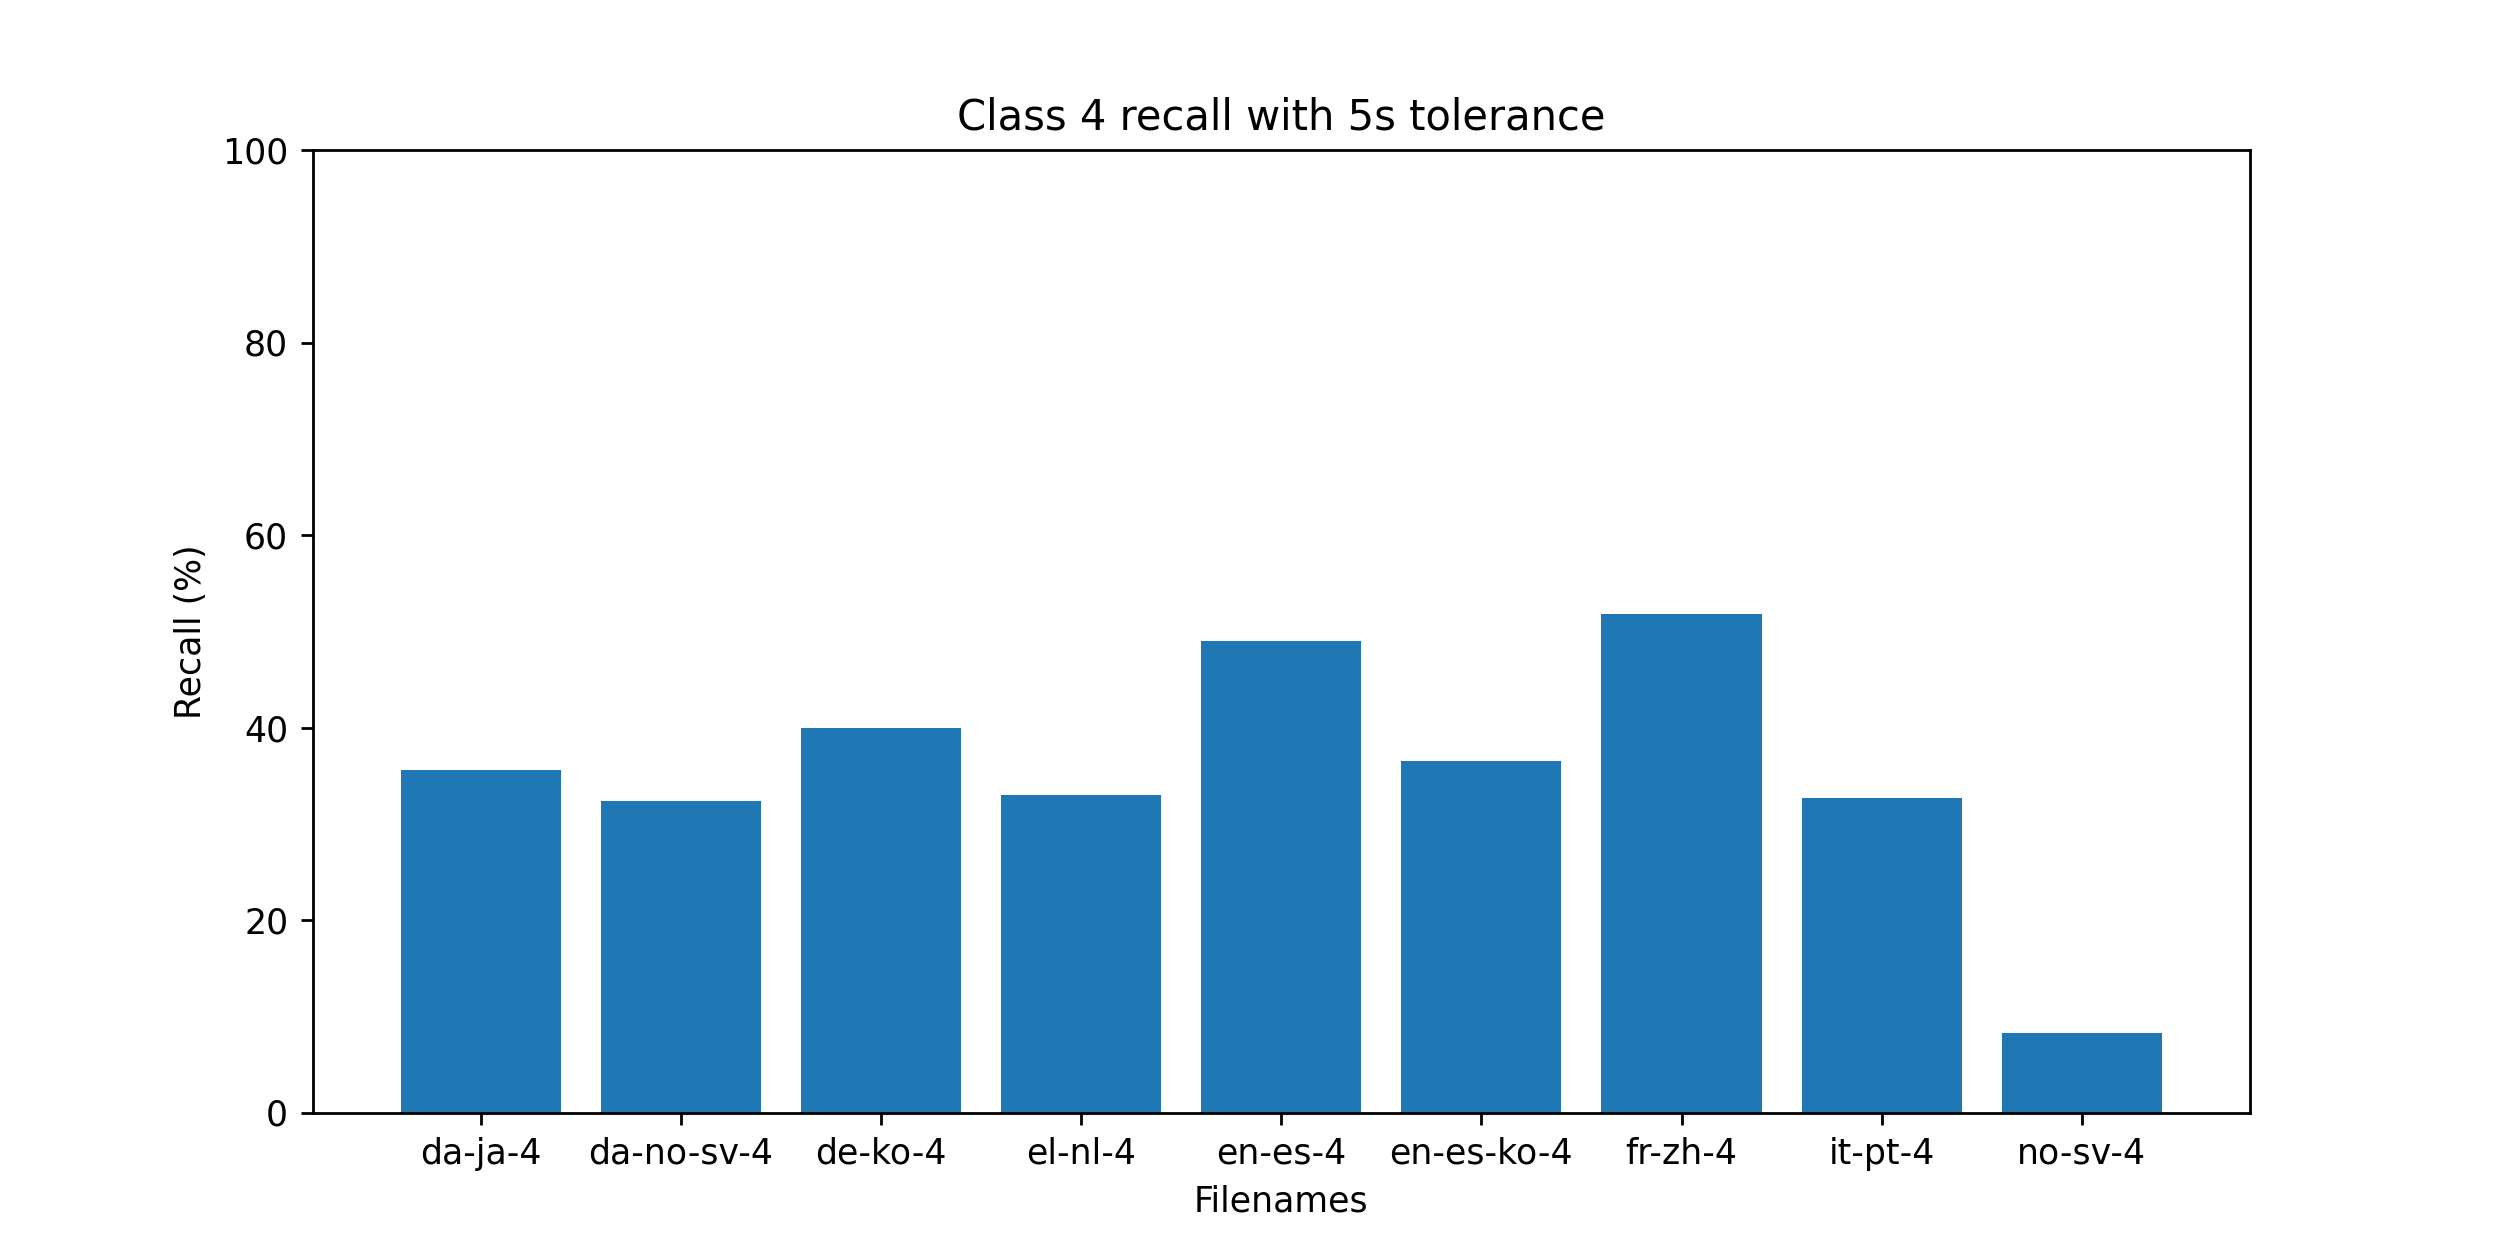 Class 4 recall with 5s tolerance
100
80
60
40
20
0
Recall (%)
da-ja-4 da-no-sv-4 de-ko-4 el-nl-4 en-es-4 en-es-ko-4 fr-zh-4 it-pt-4 no-sv-4
Filenames